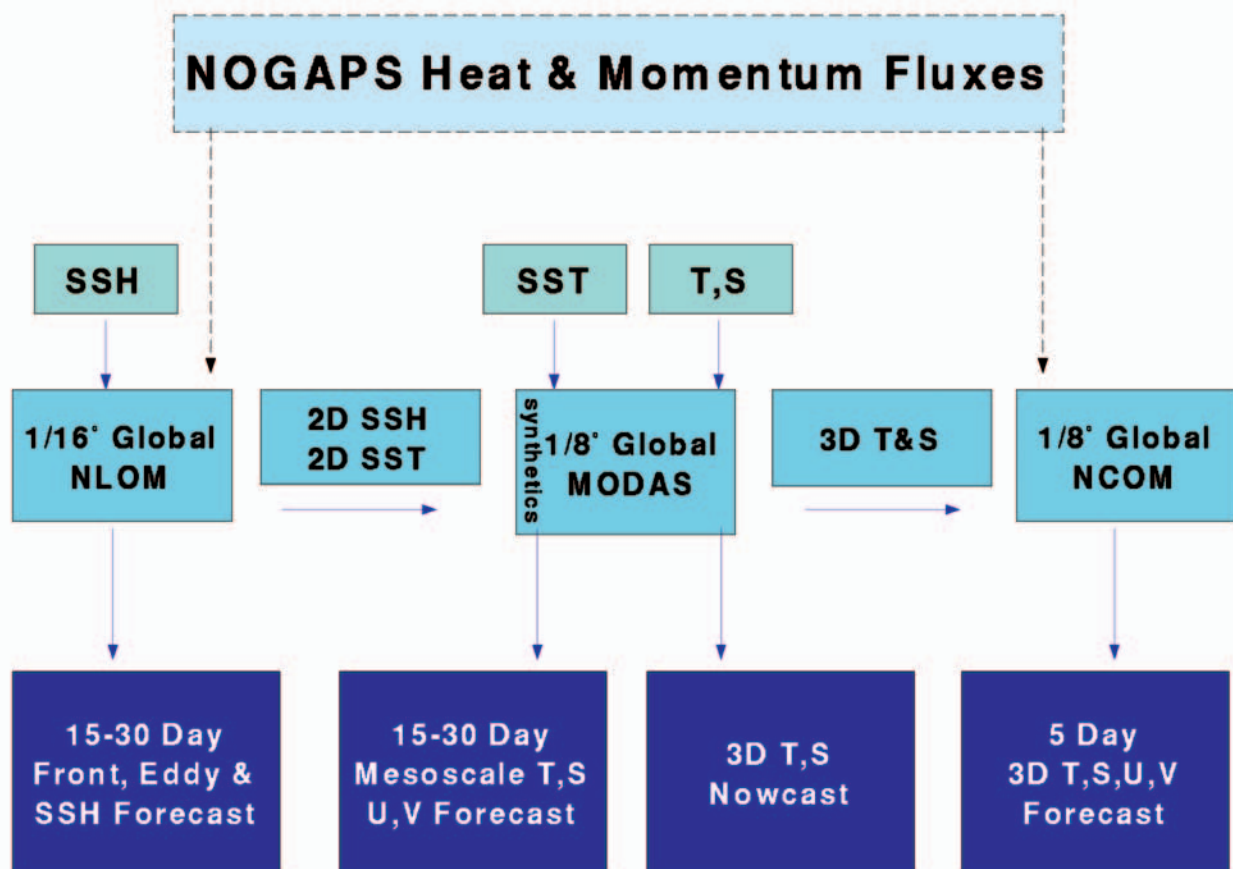 NOGAPS Heat & Momentum Fluxes
SSH
SST
T,S
1/16° Global
NLOM
2D SSH
2D SST
synthetics
1/8° Global
MODAS
3D T&S
1/8° Global
NCOM
15-30 Day
Front, Eddy &
SSH Forecast
15-30 Day
Mesoscale T,S
U,V Forecast
3D T,S
Nowcast
5 Day
3D T,S,U,V
Forecast